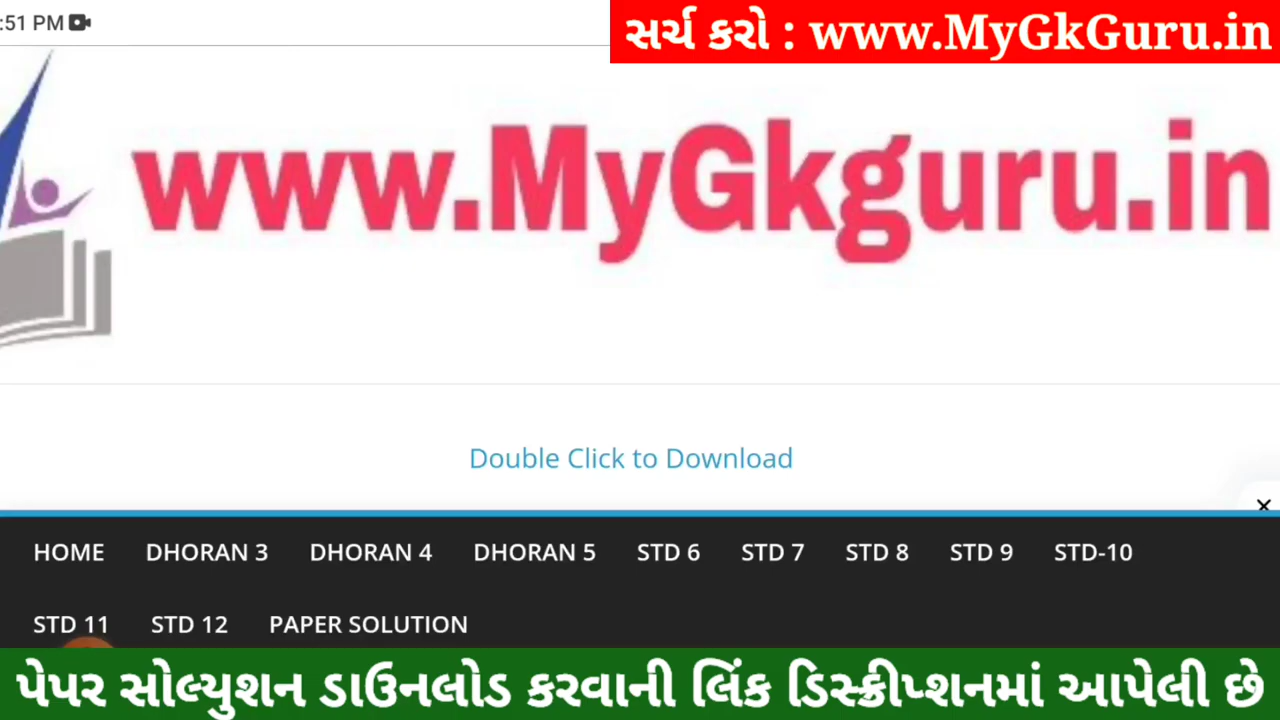 :51 PM
સર્ચ કરો : www.MyGkGuru.in
www.MyGkguru.in
Double Click to Download
×
HOME DHORAN 3 DHORAN 4 DHORAN 5 STD 6 STD 7 STD 8 STD 9 STD-10
STD 11 STD 12 PAPER SOLUTION
પેપર સોલ્યુશન ડાઉનલોડ કરવાની લિંક ડિસ્ક્રીપ્શનમાં આપેલી છે